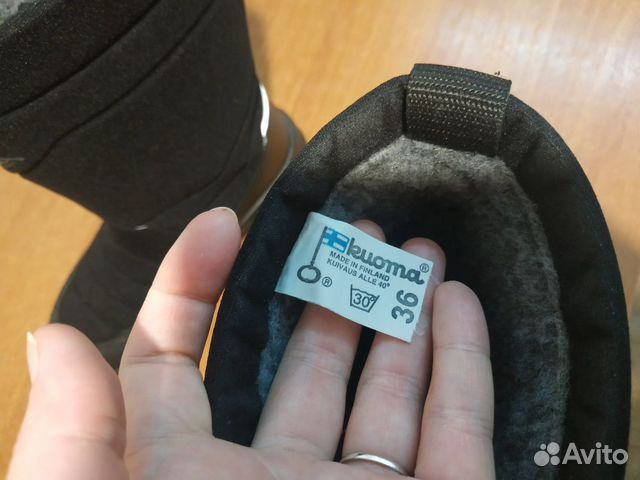 kuoma®
MADE IN FINLAND
KUIVAUS ALLE 40°
®
30°
36
Avito